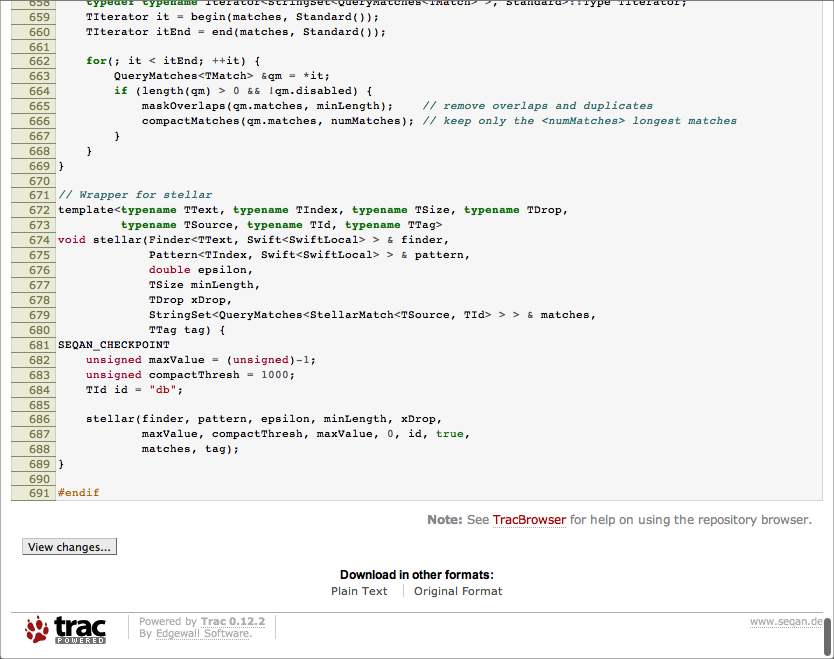 658     typedef typename Iterator<StringSet<QueryMatches<TMatch> >, Standard>::Type TIterator;
659     TIterator it = begin(matches, Standard());
660     TIterator itEnd = end(matches, Standard());
661
662     for(; it < itEnd; ++it) {
663         QueryMatches<TMatch> &qm = *it;
664         if (length(qm) > 0 && !qm.disabled) {
665             maskOverlaps(qm.matches, minLength);    // remove overlaps and duplicates
666             compactMatches(qm.matches, numMatches); // keep only the <numMatches> longest matches
667         }
668     }
669 }
670
671 // Wrapper for stellar
672 template<typename TText, typename TIndex, typename TSize, typename TDrop,
673          typename TSource, typename TId, typename TTag>
674 void stellar(Finder<TText, Swift<SwiftLocal> > & finder,
675              Pattern<TIndex, Swift<SwiftLocal> > & pattern,
676              double epsilon,
677              TSize minLength,
678              TDrop xDrop,
679              StringSet<QueryMatches<StellarMatch<TSource, TId> > > & matches,
680              TTag tag) {
681 SEQAN_CHECKPOINT
682     unsigned maxValue = (unsigned)-1;
683     unsigned compactThresh = 1000;
684     TId id = "db";
685
686     stellar(finder, pattern, epsilon, minLength, xDrop,
687             maxValue, compactThresh, maxValue, 0, id, true,
688             matches, tag);
689 }
690
691 #endif
Note: See TracBrowser for help on using the repository browser.
View changes...
Download in other formats:
Plain Text
Original Format
trac
POWERED
Powered by Trac 0.12.2
By Edgewall Software.
www.seqan.de